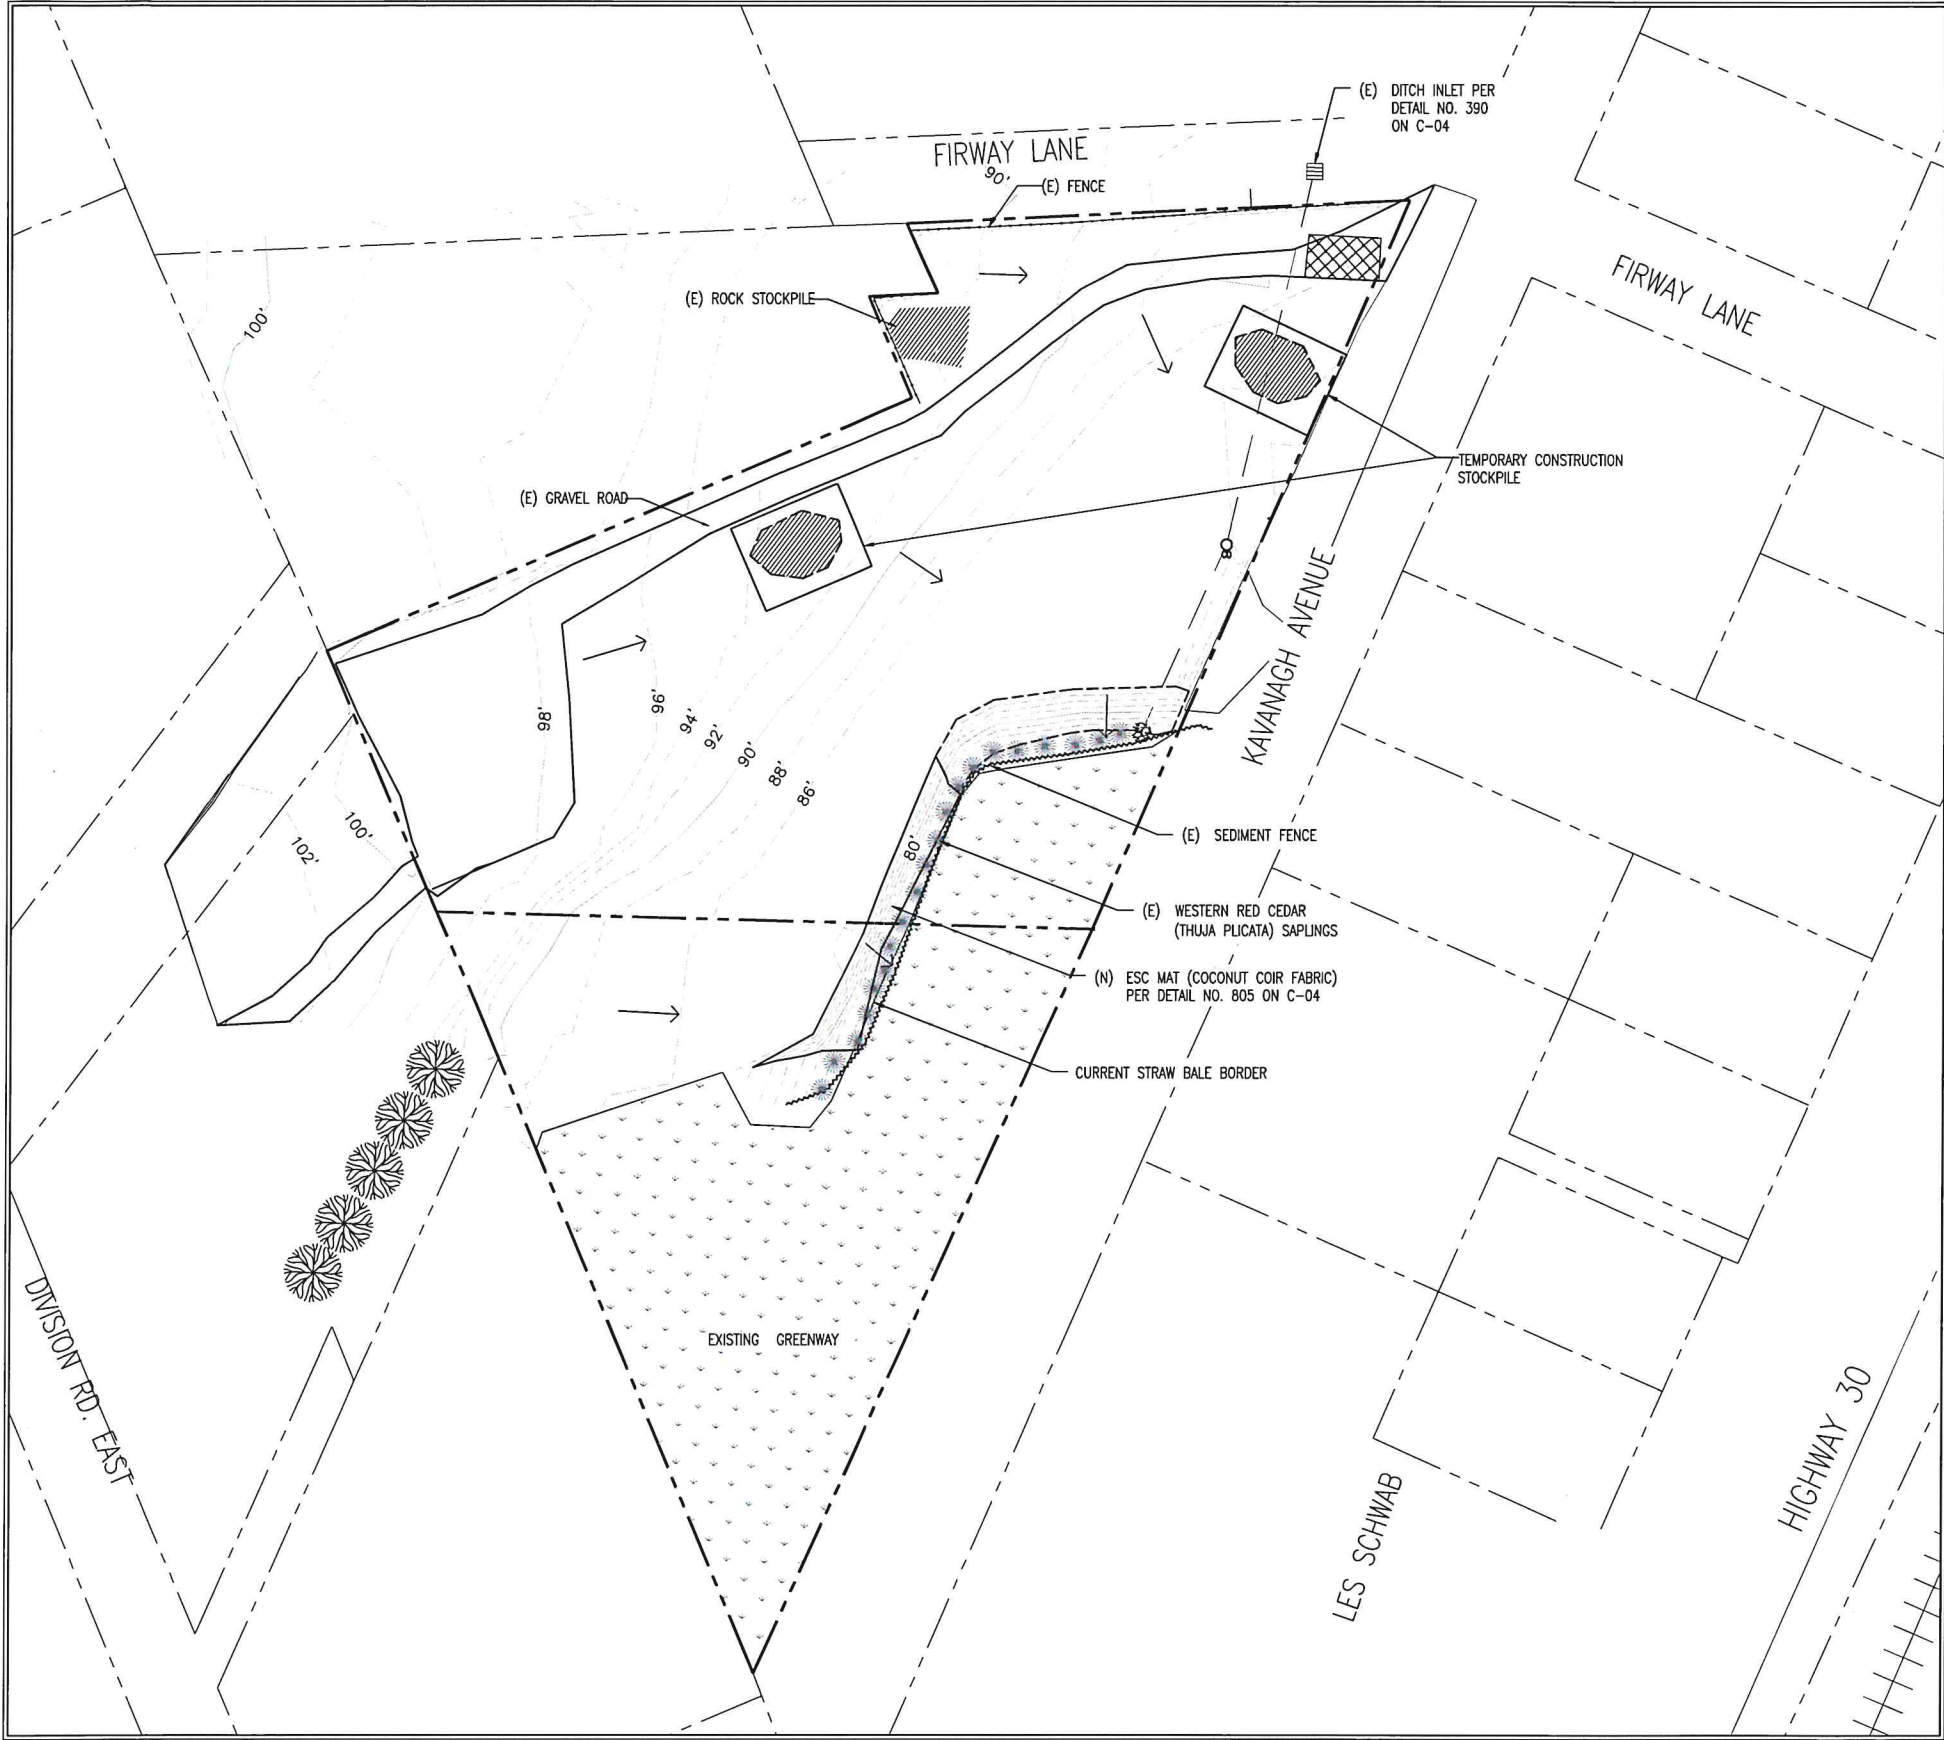 (E) DITCH INLET PER
DETAIL NO. 390
ON C-04
FIRWAY LANE
90'
(E) FENCE
(E) ROCK STOCKPILE
100'
FIRWAY LANE
TEMPORARY CONSTRUCTION
STOCKPILE
(E) GRAVEL ROAD
KAVANAGH AVENUE
98'
96'
94'
92'
90'
88'
86'
80'
100'
102'
(E) SEDIMENT FENCE
(E) WESTERN RED CEDAR
(THUJA PLICATA) SAPLINGS
(N) ESC MAT (COCONUT COIR FABRIC)
PER DETAIL NO. 805 ON C-04
CURRENT STRAW BALE BORDER
EXISTING GREENWAY
DIVISION RD. EAST
LES SCHWAB
HIGHWAY 30